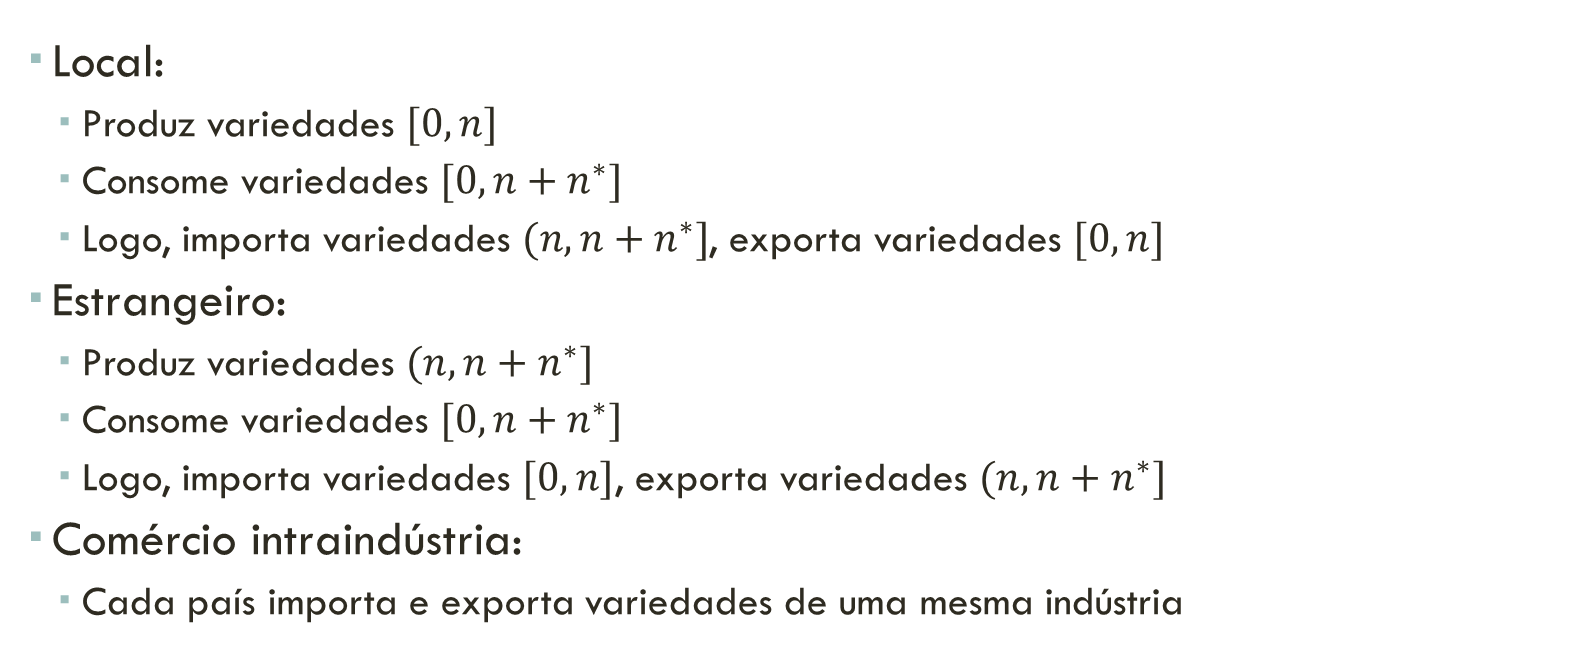 ▪ Local:
▪ Produz variedades [0, n]
▪ Consome variedades [0, n + n*]
▪ Logo, importa variedades (n, n + n*], exporta variedades [0, n]
▪ Estrangeiro:
▪ Produz variedades (n, n + n*]
▪ Consome variedades [0, n + n*]
▪ Logo, importa variedades [0, n], exporta variedades (n, n + n*]
▪ Comércio intraindústria:
▪ Cada país importa e exporta variedades de uma mesma indústria